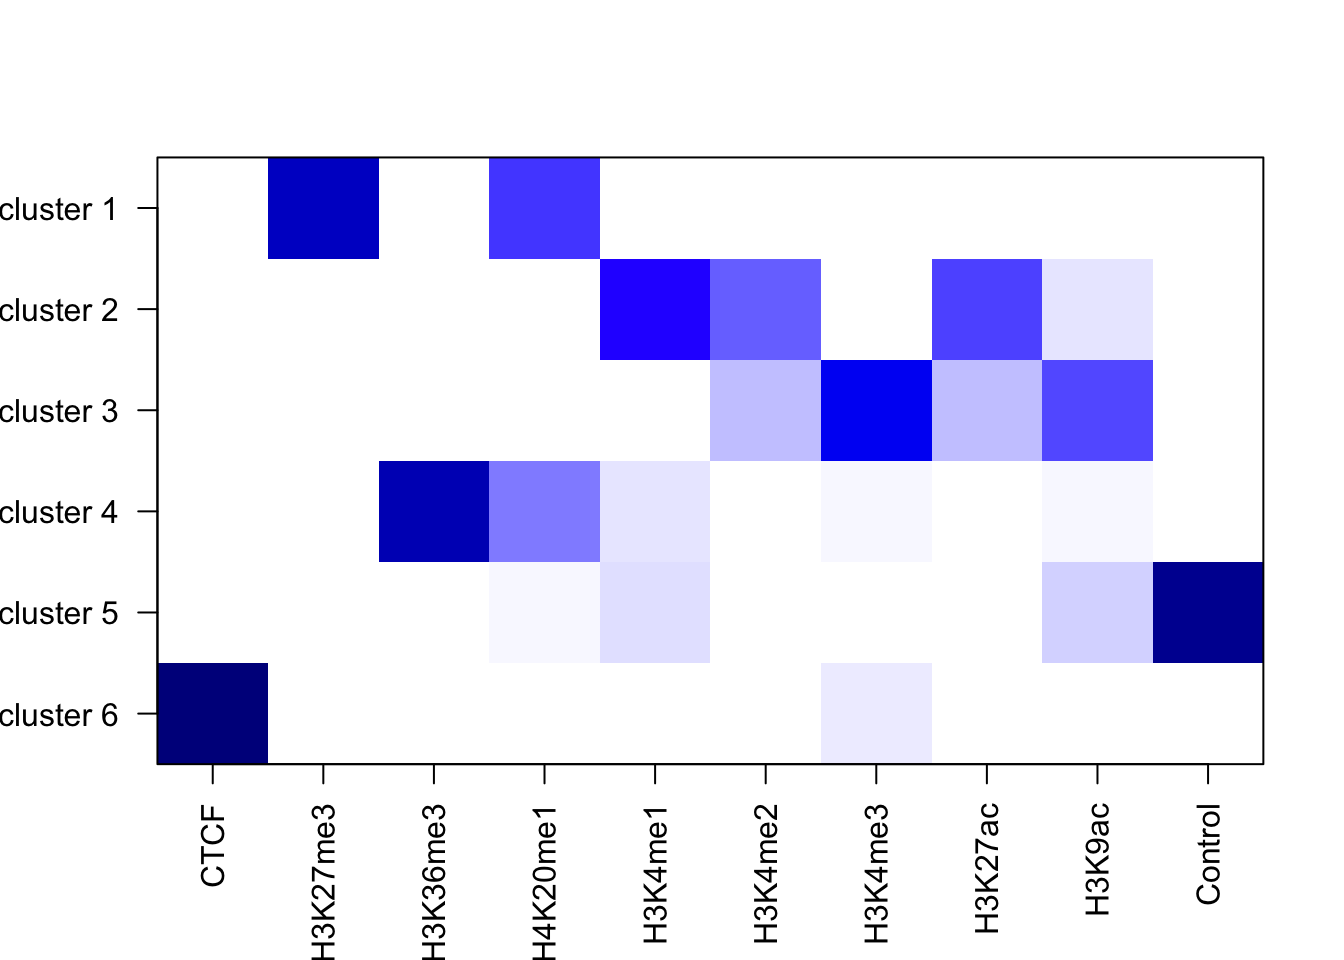 cluster 1
cluster 2
cluster 3
cluster 4
cluster 5
cluster 6
CTCF
H3K27me3
H3K36me3
H4K20me1
H3K4me1
H3K4me2
H3K4me3
H3K27ac
H3K9ac
Control